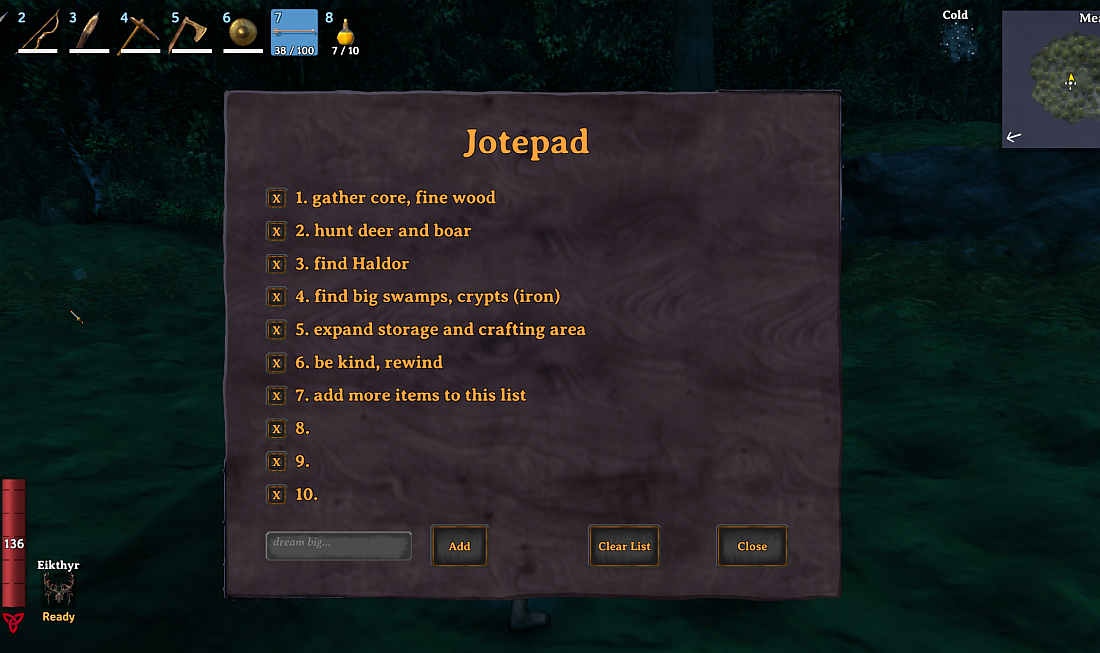 2
3
4
5
6
7
8
38 / 100
7 / 10
Cold
Mea
Jotepad
x 1. gather core, fine wood
x 2. hunt deer and boar
x 3. find Haldor
x 4. find big swamps, crypts (iron)
x 5. expand storage and crafting area
x 6. be kind, rewind
x 7. add more items to this list
x 8.
x 9.
x 10.
dream big...
Add
Clear List
Close
136
Eikthyr
Ready